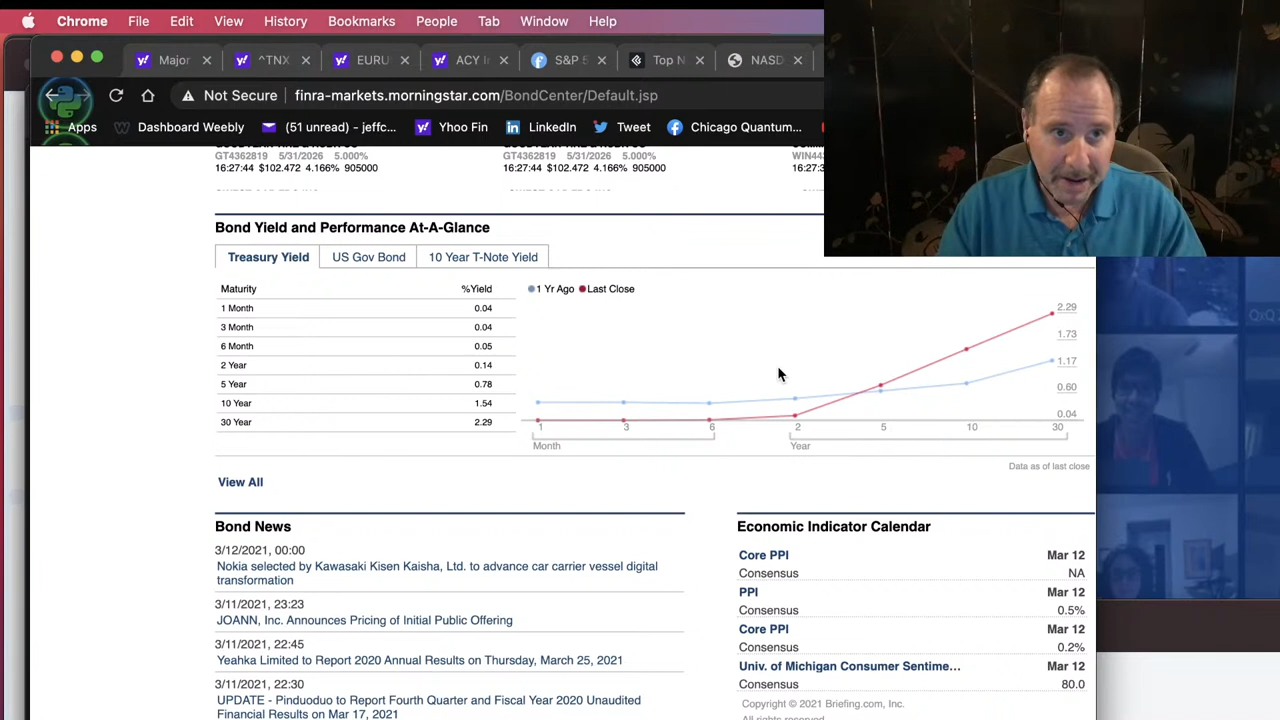 Chrome File Edit View History Bookmarks People Tab Window Help
Major ^TNX EURU ACY I S&P 5 Top N NASD
Not Secure finra-markets.morningstar.com/BondCenter/Default.jsp
Apps Dashboard Weekly (51 unread) - jeffc... Yhoo Fin LinkedIn Tweet Chicago Quantum...
GT4362819 5/31/2026 5.000% GT4362819 5/31/2026 5.000% WIN44
16:27:44 $102.472 4.166% 905000 16:27:44 $102.472 4.166% 905000 16:27:3
Bond Yield and Performance At-A-Glance
Treasury Yield US Gov Bond 10 Year T-Note Yield
Maturity %Yield
1 Month 0.04
3 Month 0.04
6 Month 0.05
2 Year 0.14
5 Year 0.78
10 Year 1.54
30 Year 2.29
1 Yr Ago Last Close
2.29
1.73
1.17
0.60
0.04
1 3 6 2 5 10 30
Month Year
Data as of last close
View All
Bond News
3/12/2021, 00:00
Nokia selected by Kawasaki Kisen Kaisha, Ltd. to advance car carrier vessel digital
transformation
3/11/2021, 23:23
JOANN, Inc. Announces Pricing of Initial Public Offering
3/11/2021, 22:45
Yeahka Limited to Report 2020 Annual Results on Thursday, March 25, 2021
3/11/2021, 22:30
UPDATE - Pinduoduo to Report Fourth Quarter and Fiscal Year 2020 Unaudited
Financial Results on Mar 17, 2021
Economic Indicator Calendar
Core PPI Mar 12
Consensus NA
PPI Mar 12
Consensus 0.5%
Core PPI Mar 12
Consensus 0.2%
Univ. of Michigan Consumer Sentime... Mar 12
Consensus 80.0
Copyright © 2021 Briefing.com, Inc.
All rights reserved